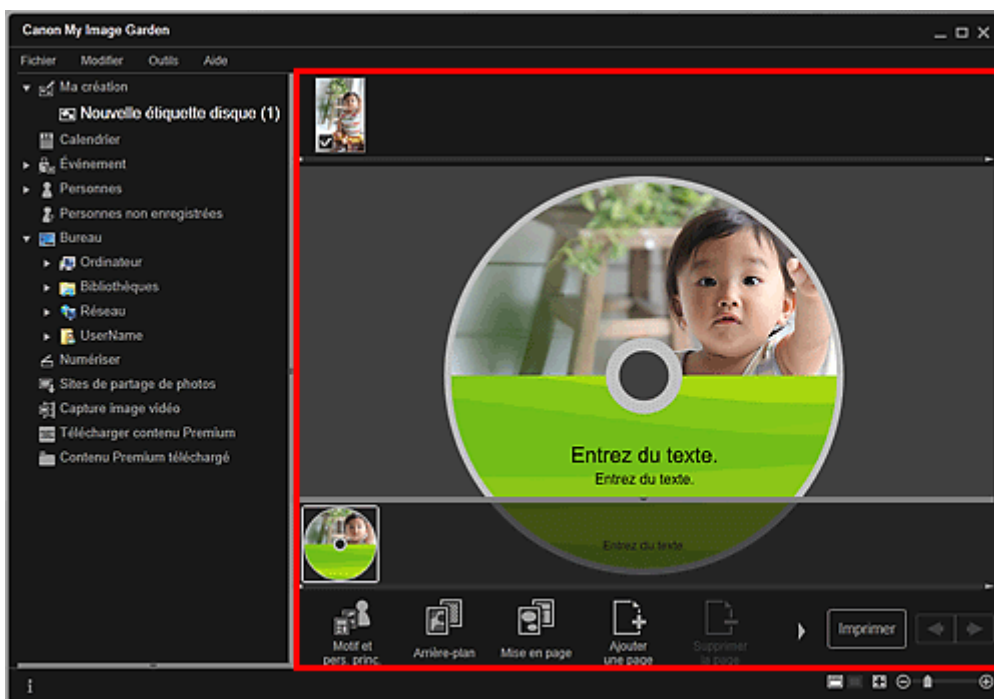 Canon My Image Garden
Fichier Modifier Outils Aide
Ma création
Nouvelle étiquette disque (1)
Calendrier
Événement
Personnes
Personnes non enregistrées
Bureau
Ordinateur
Bibliothèques
Réseau
UserName
Numériser
Sites de partage de photos
Capture image vidéo
Télécharger contenu Premium
Contenu Premium téléchargé
Entrez du texte.
Entrez du texte.
Entrez du texte
Motif et
pers. princ.
Arrière-plan
Mise en page
Ajouter
une page
Supprimer
la page
Imprimer